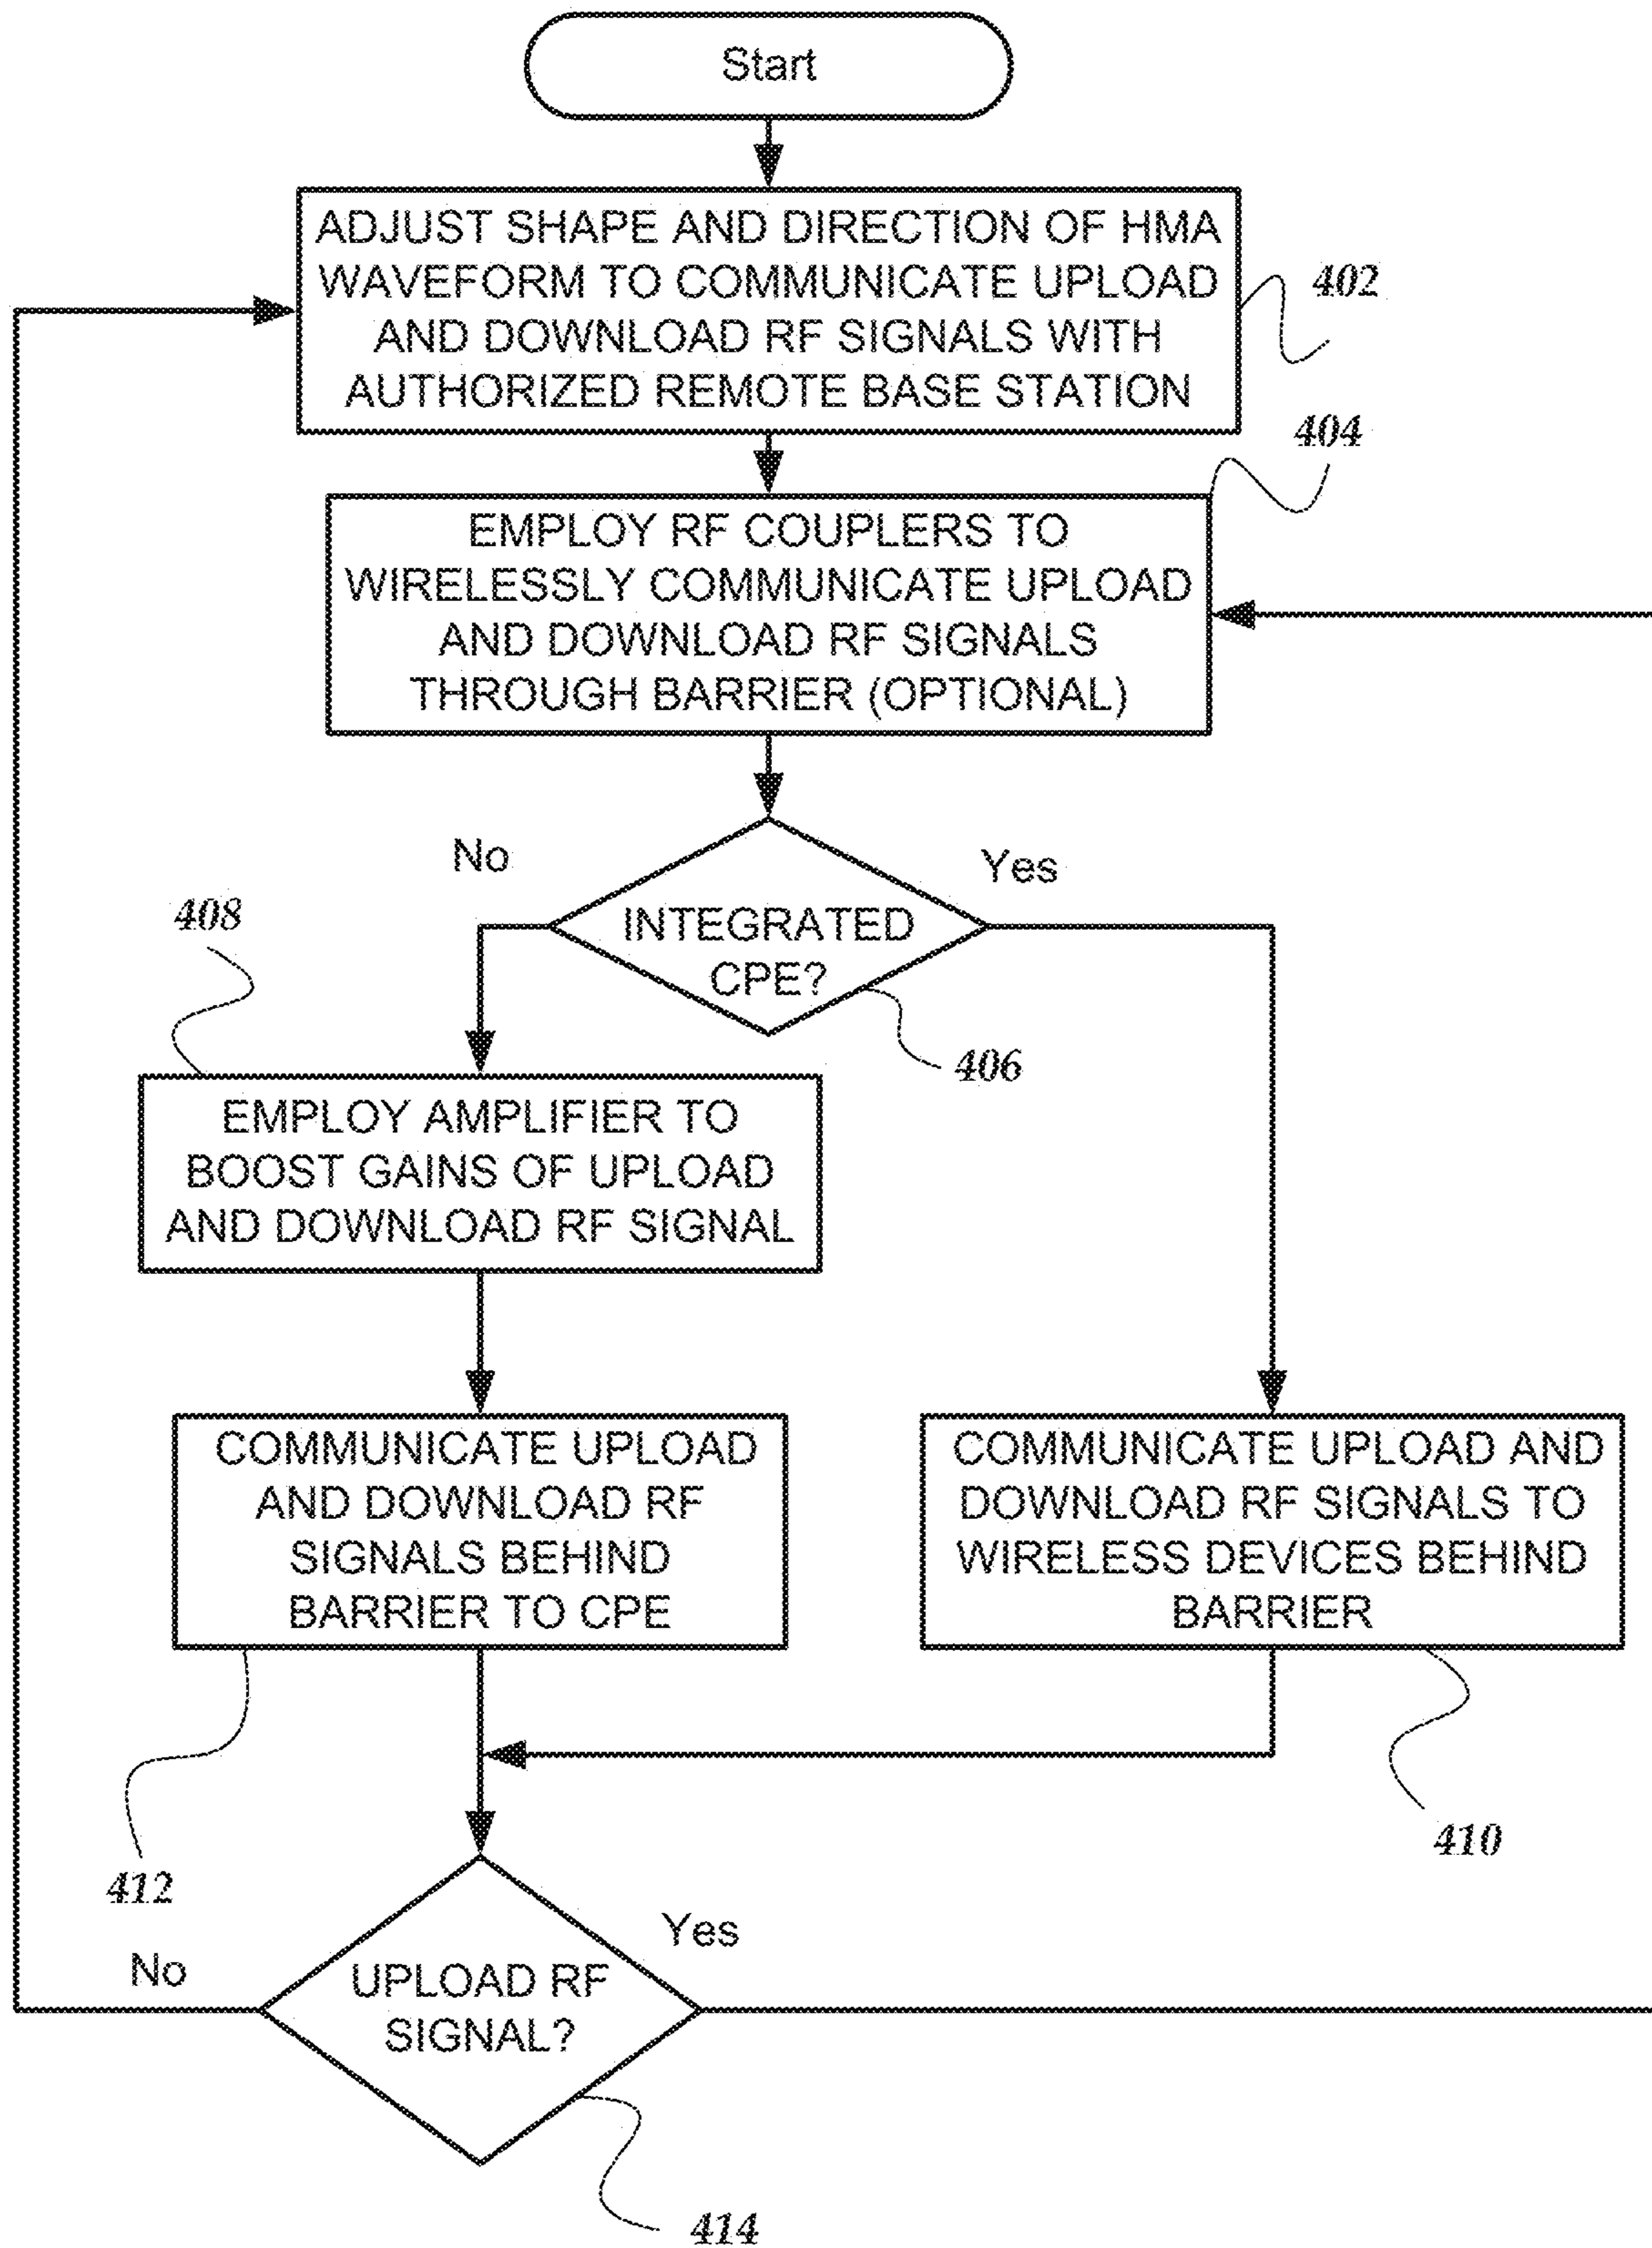 Start
ADJUST SHAPE AND DIRECTION OF HMA
WAVEFORM TO COMMUNICATE UPLOAD
AND DOWNLOAD RF SIGNALS WITH
AUTHORIZED REMOTE BASE STATION
402
404
EMPLOY RF COUPLERS TO
WIRELESSLY COMMUNICATE UPLOAD
AND DOWNLOAD RF SIGNALS
THROUGH BARRIER (OPTIONAL)
No
Yes
408
INTEGRATED
CPE?
406
EMPLOY AMPLIFIER TO
BOOST GAINS OF UPLOAD
AND DOWNLOAD RF SIGNAL
COMMUNICATE UPLOAD
AND DOWNLOAD RF
SIGNALS BEHIND
BARRIER TO CPE
COMMUNICATE UPLOAD AND
DOWNLOAD RF SIGNALS TO
WIRELESS DEVICES BEHIND
BARRIER
410
412
Yes
No
UPLOAD RF
SIGNAL?
414